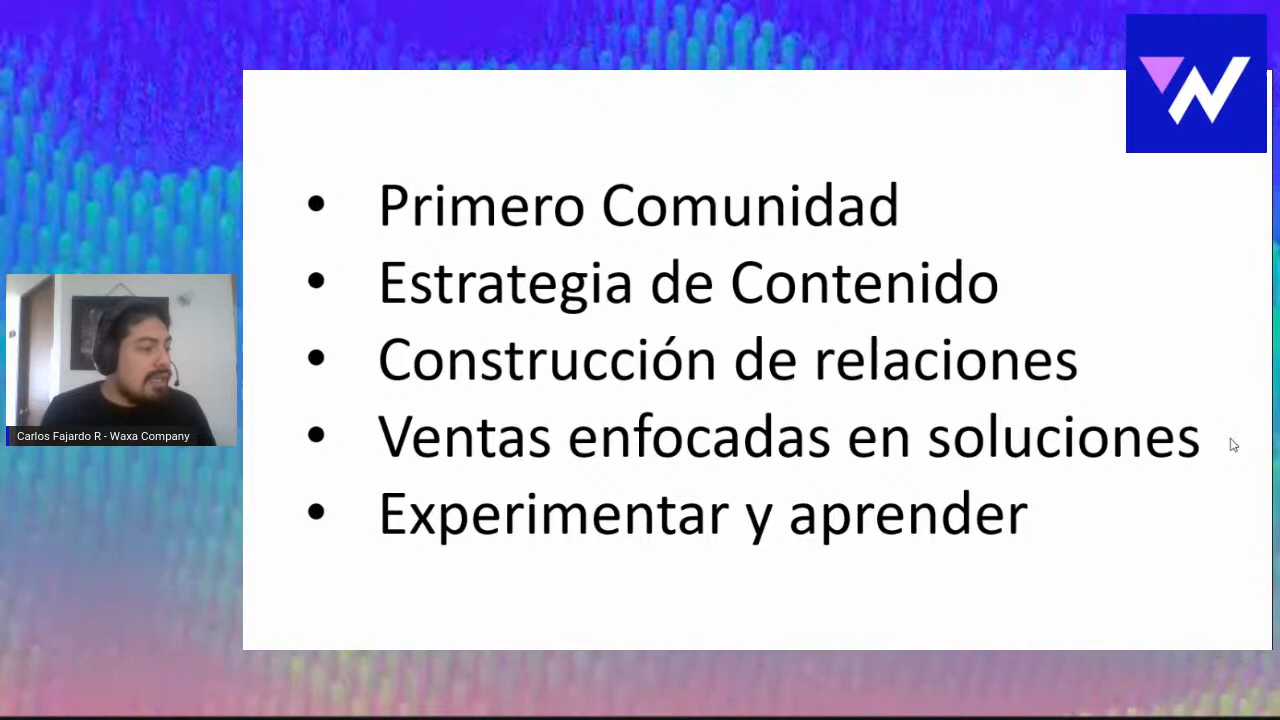 • Primero Comunidad
• Estrategia de Contenido
• Construcción de relaciones
• Ventas enfocadas en soluciones
• Experimentar y aprender
Carlos Fajardo R - Waxa Company